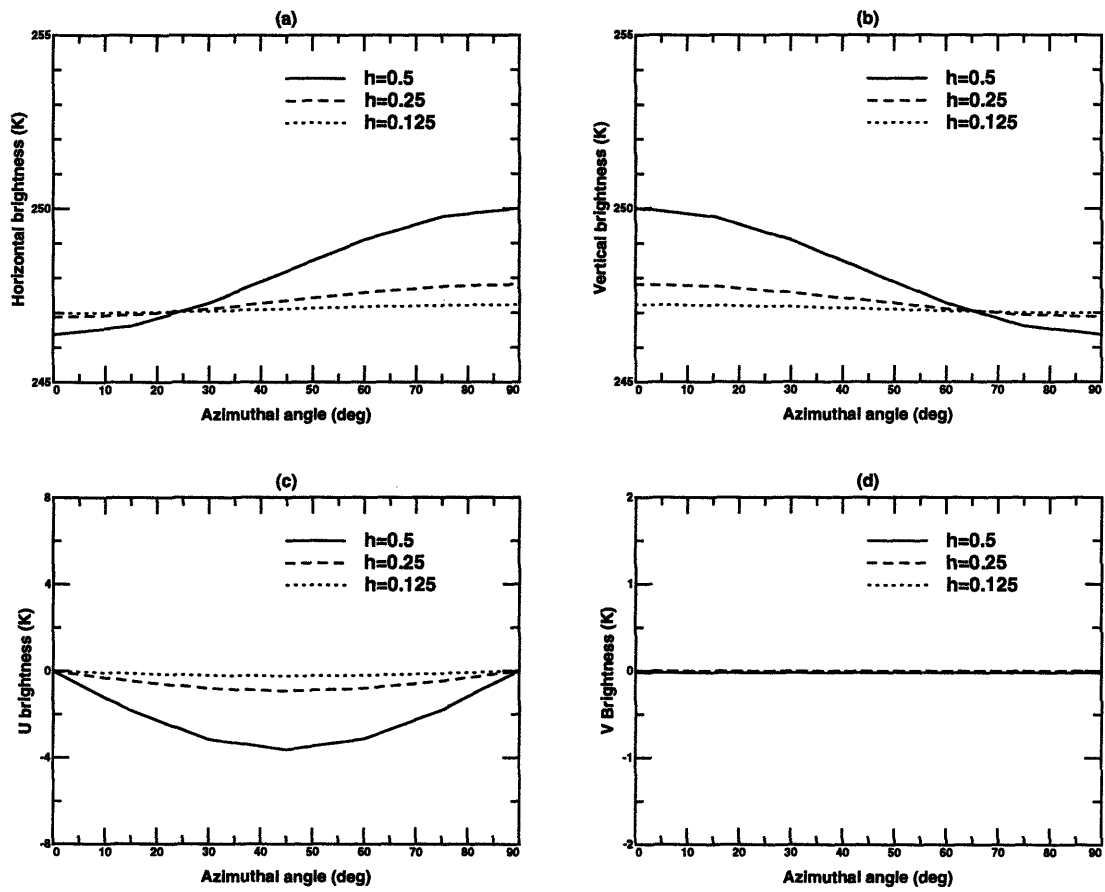 (a)
255
250
245
Horizontal brightness (K)
h=0.5
h=0.25
h=0.125
0 10 20 30 40 50 60 70 80 90
Azimuthal angle (deg)
(b)
255
250
245
Vertical brightness (K)
h=0.5
h=0.25
h=0.125
0 10 20 30 40 50 60 70 80 90
Azimuthal angle (deg)
(c)
8
4
0
-4
-8
U brightness (K)
h=0.5
h=0.25
h=0.125
0 10 20 30 40 50 60 70 80 90
Azimuthal angle (deg)
(d)
2
1
0
-1
-2
V Brightness (K)
h=0.5
h=0.25
h=0.125
0 10 20 30 40 50 60 70 80 90
Azimuthal angle (deg)